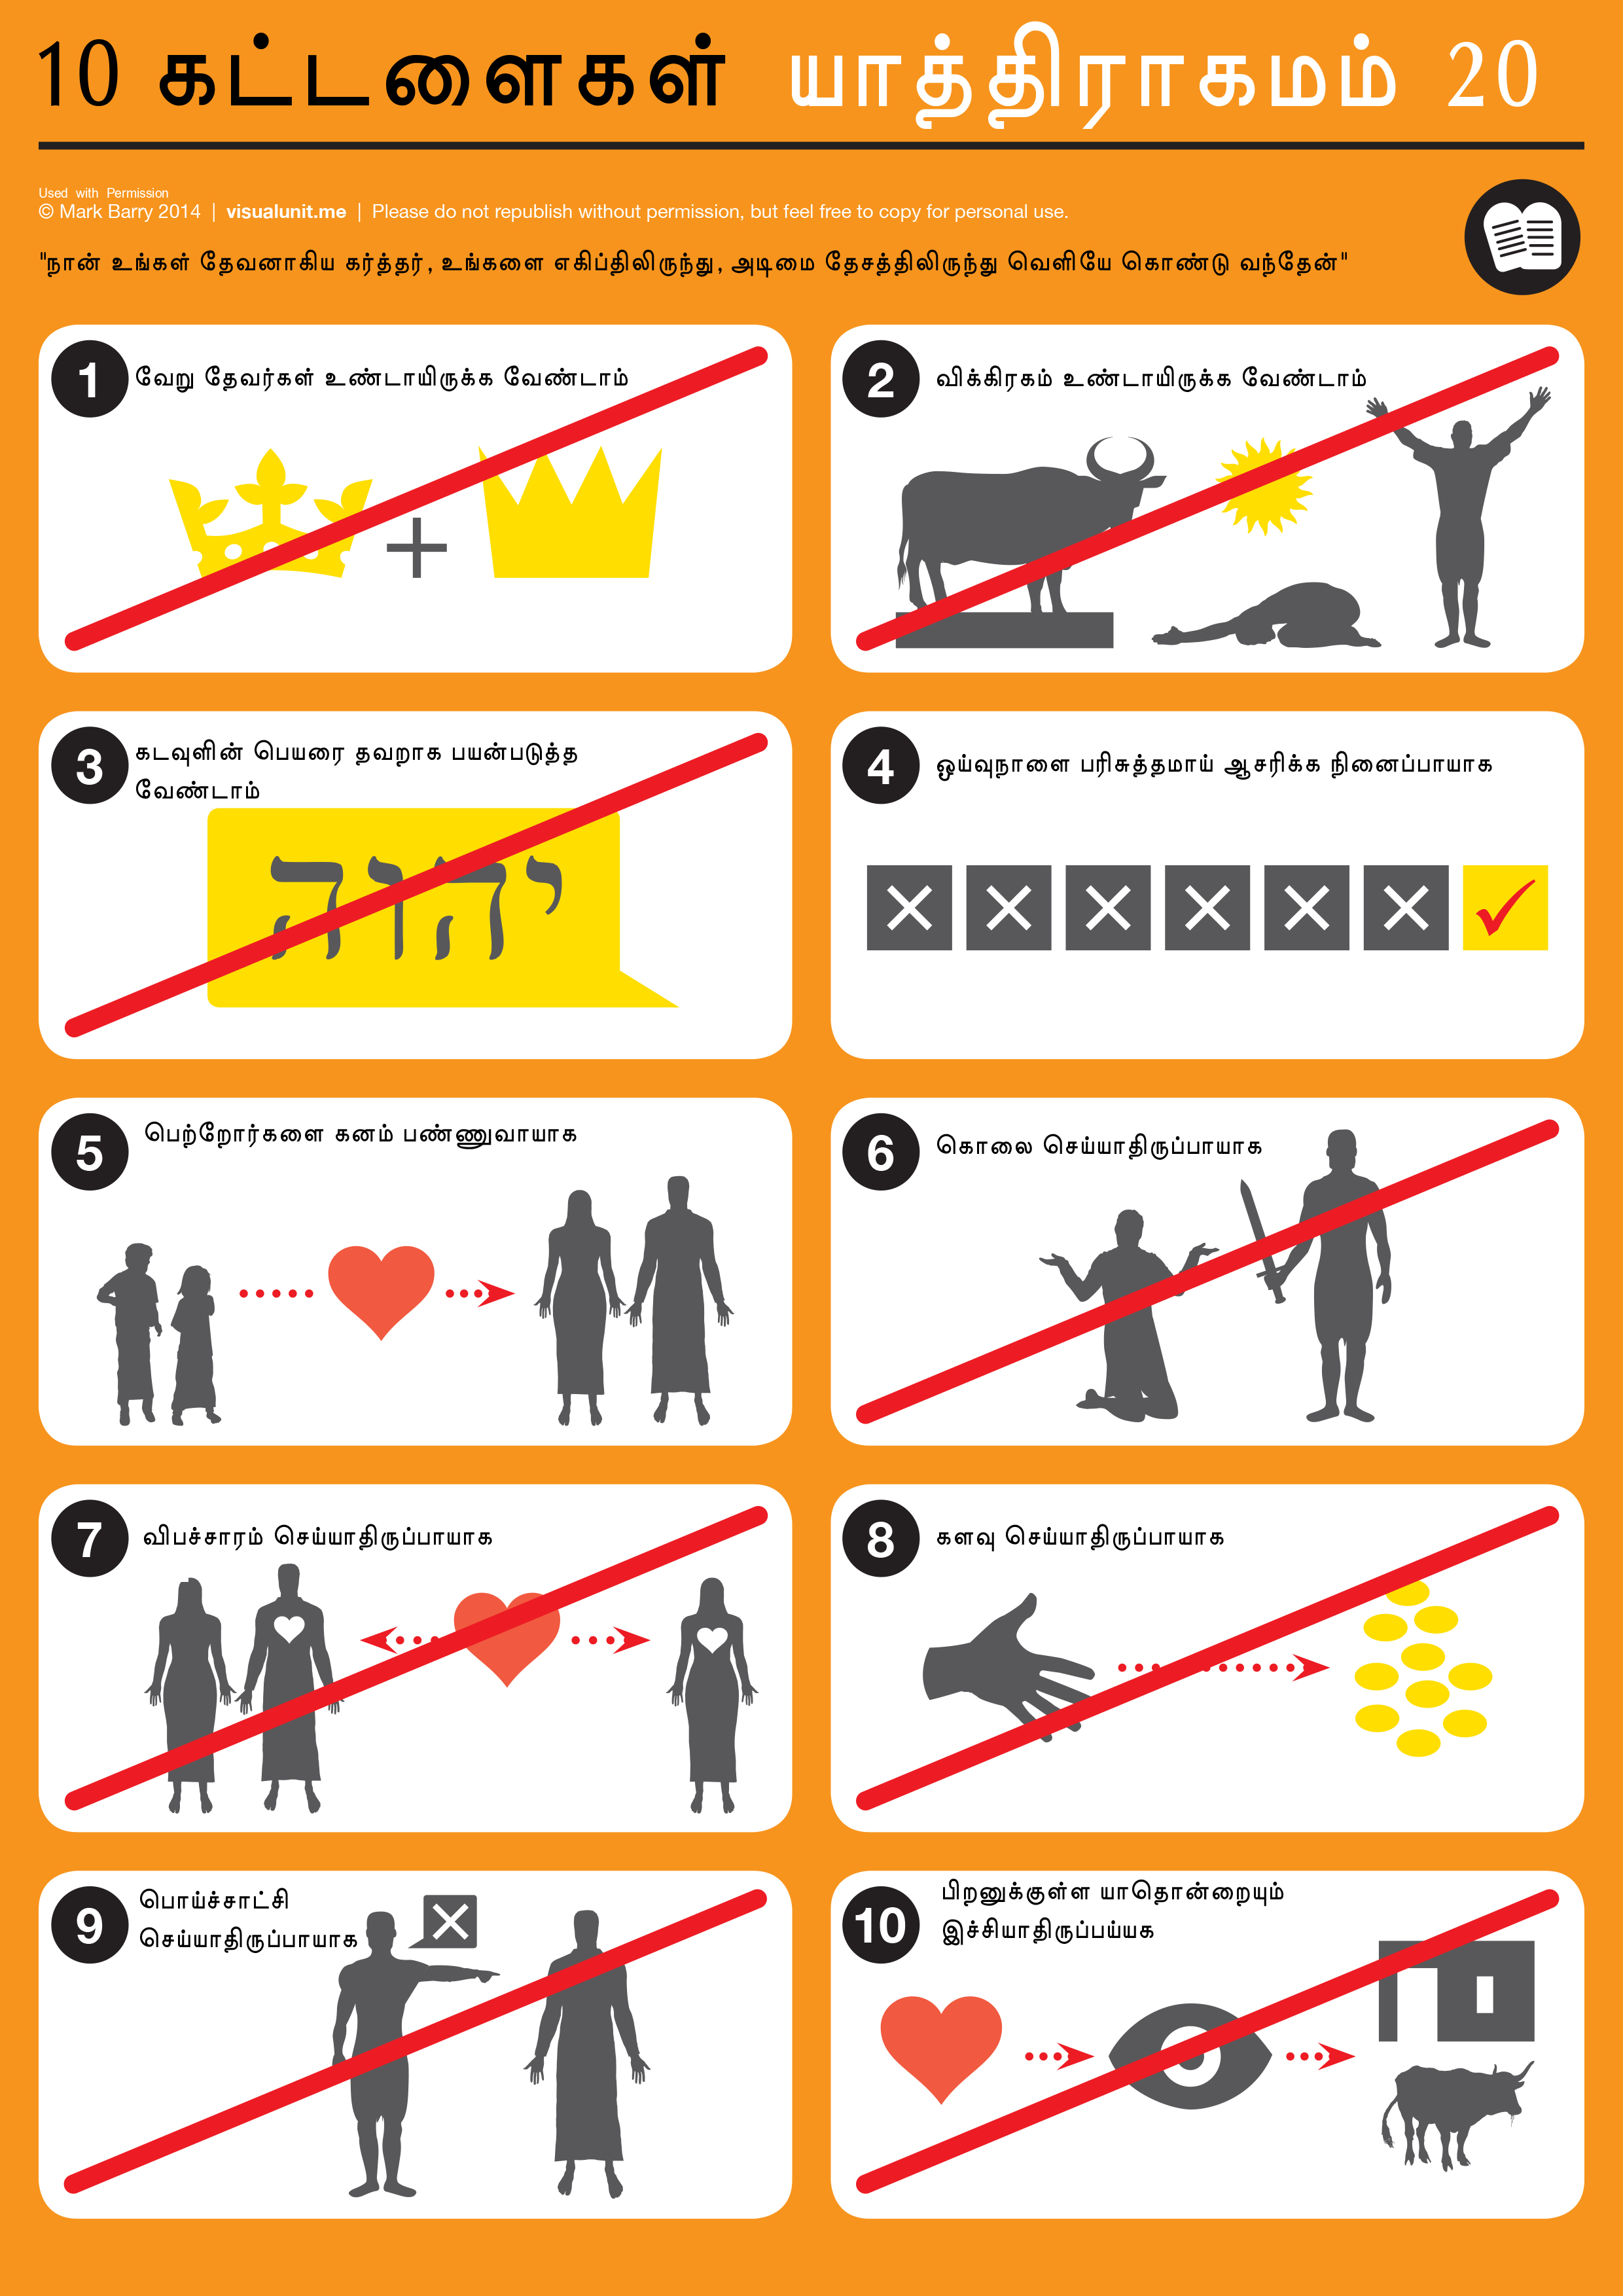 10 கட்டளைகள் யாத்திராகமம் 20
Used with Permission
© Mark Barry 2014 | visualunit.me | Please do not republish without permission, but feel free to copy for personal use.
"நான் உங்கள் தேவனாகிய கர்த்தர், உங்களை எகிப்திலிருந்து, அடிமை தேசத்திலிருந்து வெளியே கொண்டு வந்தேன்"
1 வேறு தேவர்கள் உண்டாயிருக்க வேண்டாம்
2 விக்கிரகம் உண்டாயிருக்க வேண்டாம்
3 கடவுளின் பெயரை தவறாக பயன்படுத்த
வேண்டாம்
יהוה
4 ஒய்வுநாளை பரிசுத்தமாய் ஆசரிக்க நினைப்பாயாக
5 பெற்றோர்களை கனம் பண்ணுவாயாக
6 கொலை செய்யாதிருப்பாயாக
7 விபச்சாரம் செய்யாதிருப்பாயாக
8 களவு செய்யாதிருப்பாயாக
9 பொய்ச்சாட்சி
செய்யாதிருப்பாயாக
10 பிறனுக்குள்ள யாதொன்றையும்
இச்சியாதிருப்பய்யக